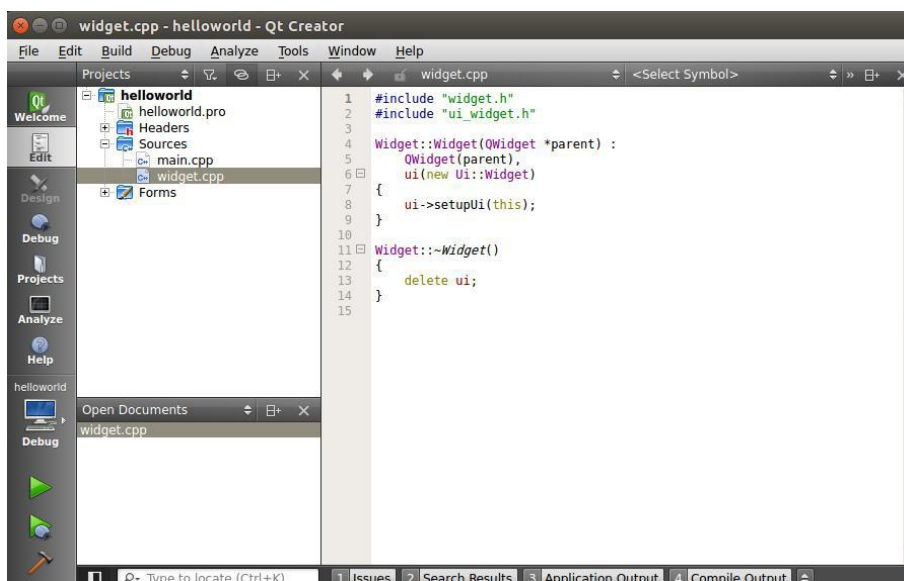 widget.cpp - helloworld - Qt Creator
File Edit Build Debug Analyze Tools Window Help
Projects
widget.cpp
<Select Symbol>
Qt
Welcome
Edit
Design
Debug
Projects
Analyze
Help
helloworld
Debug
helloworld
helloworld.pro
Headers
Sources
main.cpp
widget.cpp
Forms
Open Documents
widget.cpp
1 #include "widget.h"
2 #include "ui_widget.h"
3
4 Widget::Widget(QWidget *parent) :
5     QWidget(parent),
6     ui(new Ui::Widget)
7 {
8     ui->setupUi(this);
9 }
10
11 Widget::~Widget()
12 {
13     delete ui;
14 }
15
Type to locate (Ctrl+K) 1 Issues 2 Search Results 3 Application Output 4 Compile Output